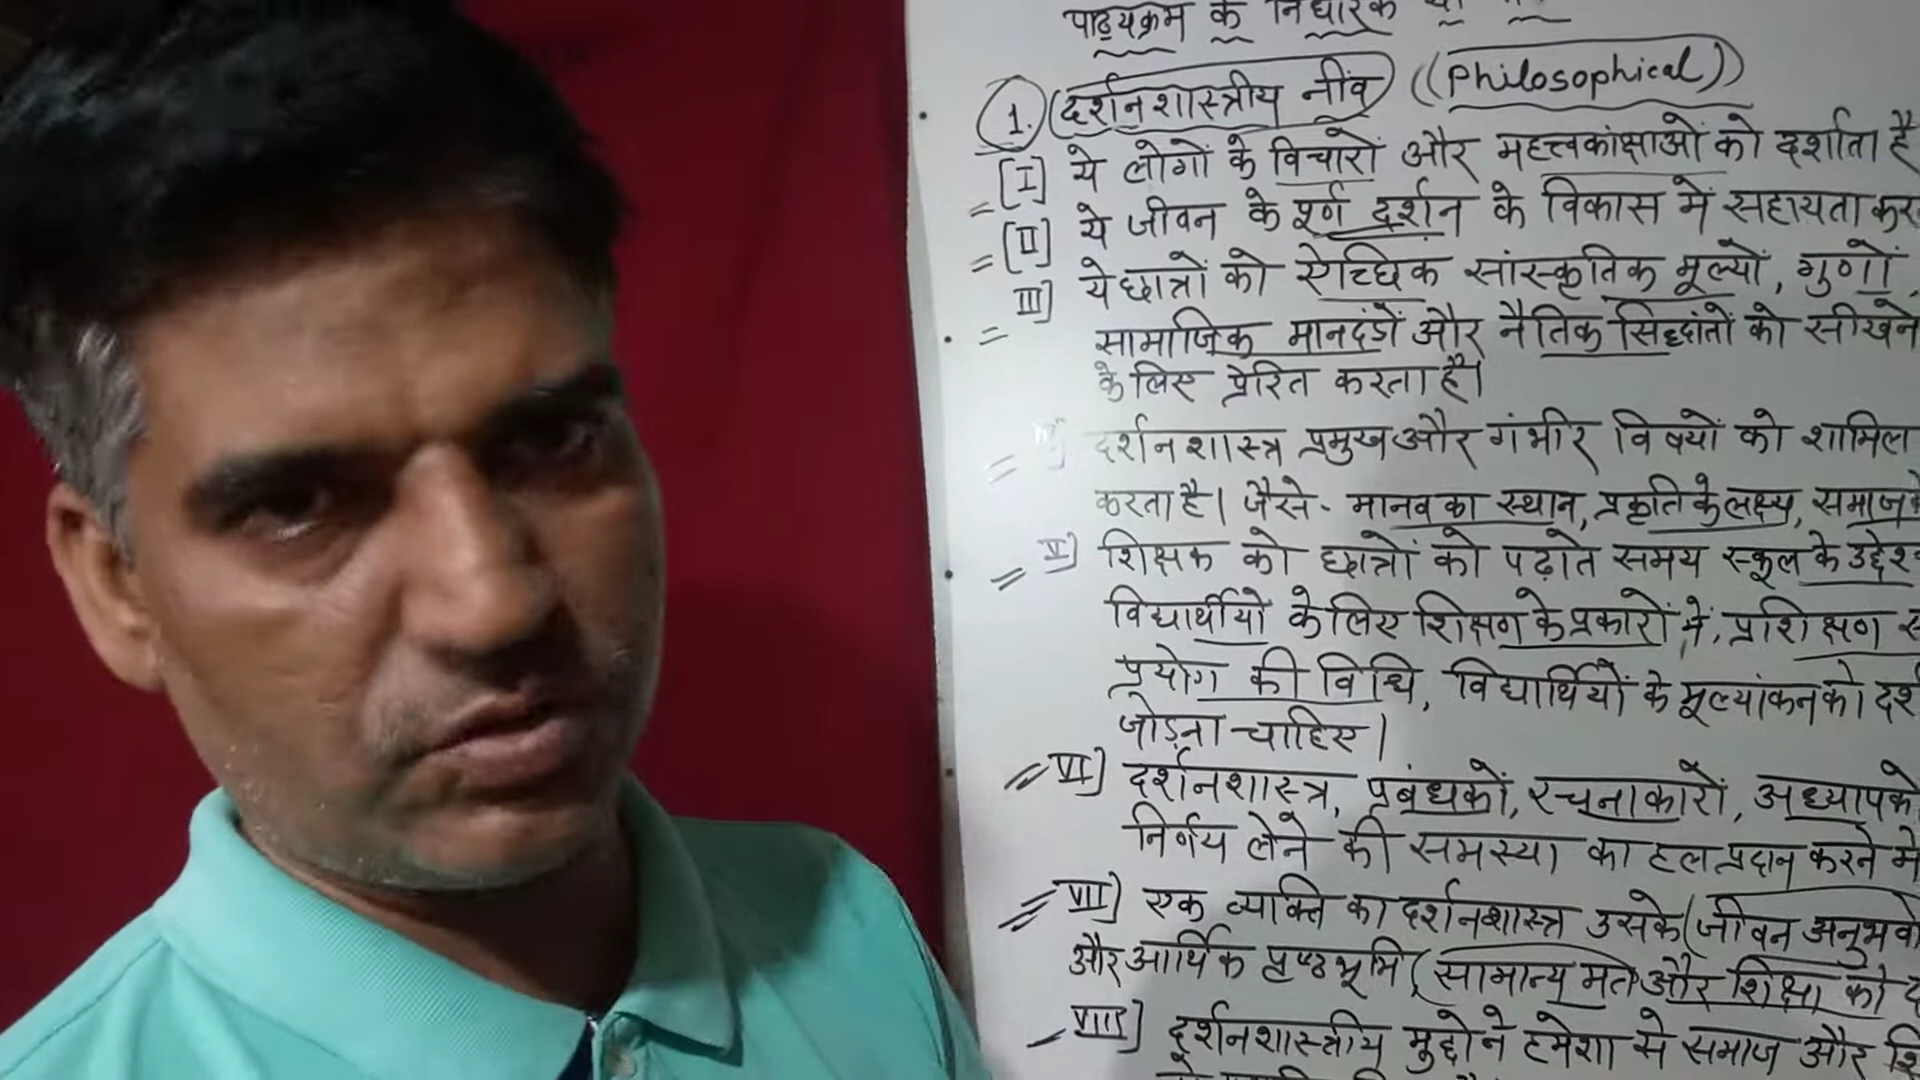 पाठ्यक्रम के निर्धारक
1. (दर्शनशास्त्रीय नींव) ((Philosophical))
[I] ये लोगों के विचारों और महत्त्वकांक्षाओं को दर्शाता है
[II] ये जीवन के पूर्ण दर्शन के विकास में सहायता कर
III] ये छात्रों को ऐच्छिक सांस्कृतिक मूल्यों, गुणों,
सामाजिक मानदंडों और नैतिक सिद्धांतों को सीखने
के लिए प्रेरित करता है।
दर्शनशास्त्र प्रमुख और गंभीर विषयों को शामिल
करता है। जैसे- मानव का स्थान, प्रकृति के लक्ष्य, समाज के
V] शिक्षक को छात्रों को पढ़ाते समय स्कूल के उद्देश्
विद्यार्थीयों के लिए शिक्षण के प्रकारों में, प्रशिक्षण
प्रयोग की विधि, विद्यार्थियों के मूल्यांकन को दर्श
जोड़ना चाहिए।
VI] दर्शनशास्त्र, प्रबंधकों, रचनाकारों, अध्यापको
निर्णय लेने की समस्या का हल प्रदान करने मे
VII] एक व्यक्ति का दर्शनशास्त्र उसके (जीवन अनुभवो
और आर्थिक पृष्ठभूमि (सामान्य मत और शिक्षा को
VIII] दर्शनशास्त्रीय मुद्दो ने हमेशा से समाज और शि